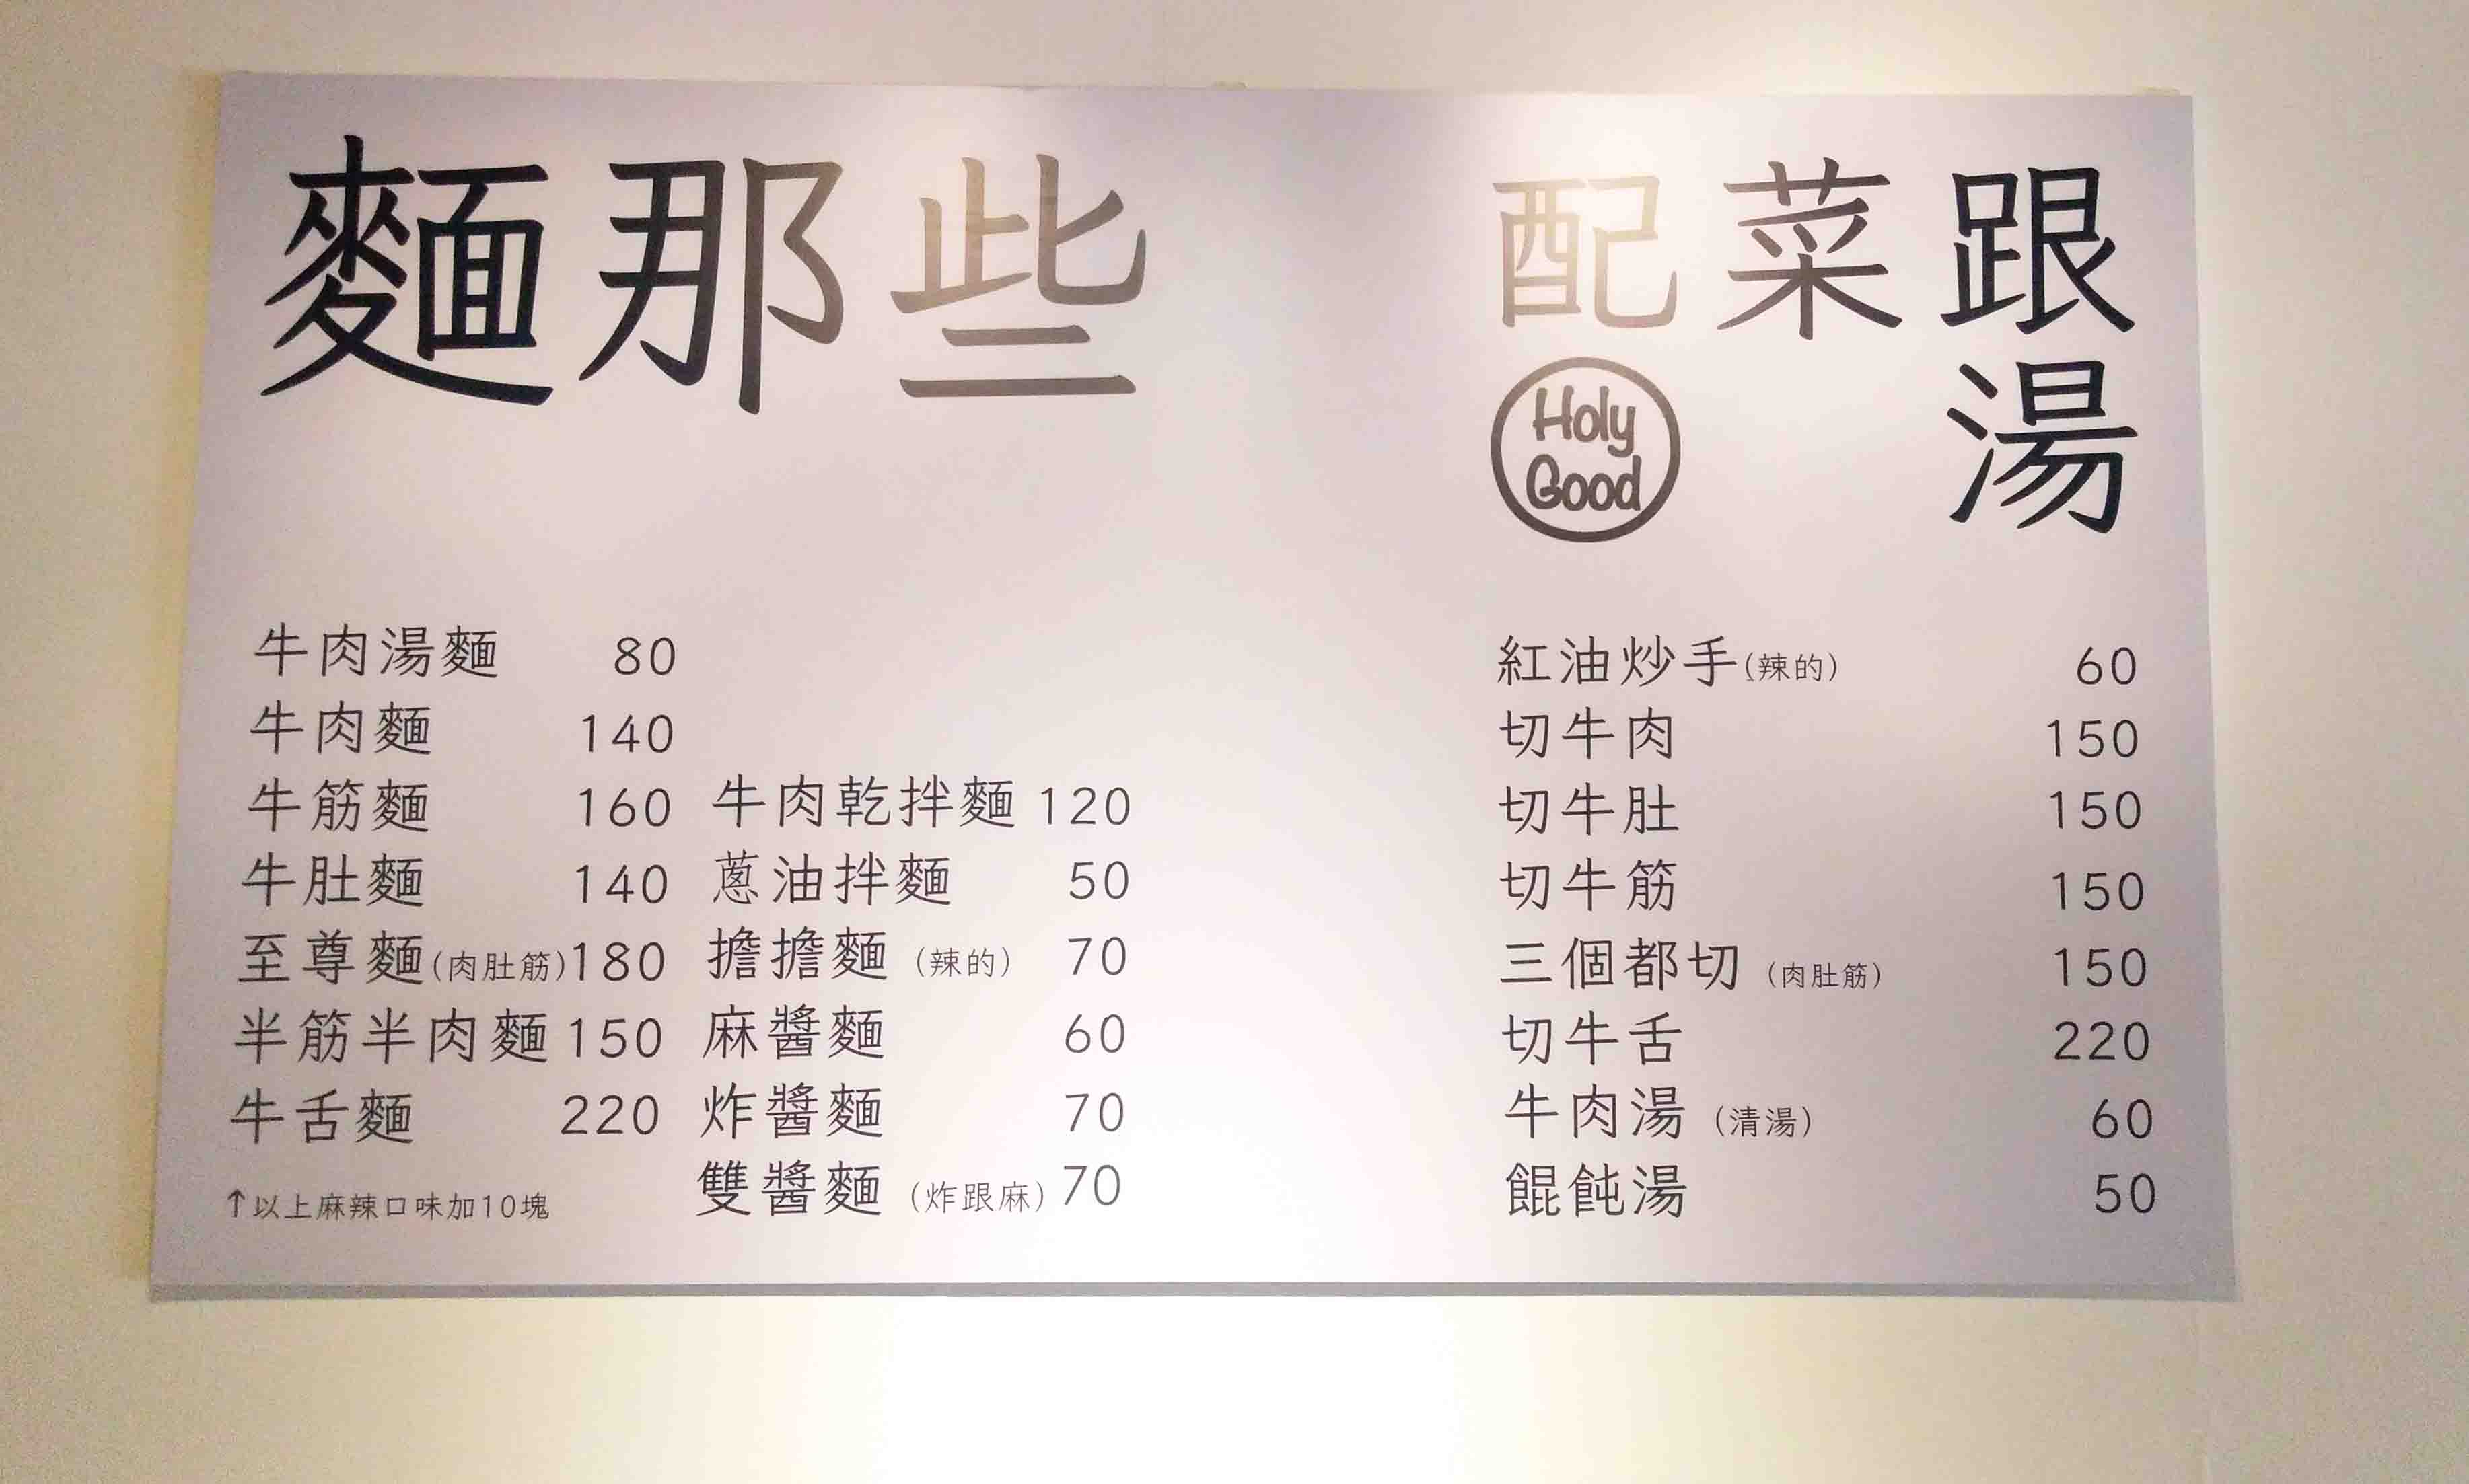 麵那些
牛肉湯麵 80
牛肉麵 140
牛筋麵 160
牛肚麵 140
至尊麵(肉肚筋)180
半筋半肉麵 150
牛舌麵 220
↑以上麻辣口味加10塊
牛肉乾拌麵 120
蔥油拌麵 50
擔擔麵 (辣的) 70
麻醬麵 60
炸醬麵 70
雙醬麵 (炸跟麻) 70
配菜跟
湯
Holy
Good
紅油炒手(辣的) 60
切牛肉 150
切牛肚 150
切牛筋 150
三個都切 (肉肚筋) 150
切牛舌 220
牛肉湯 (清湯) 60
餛飩湯 50